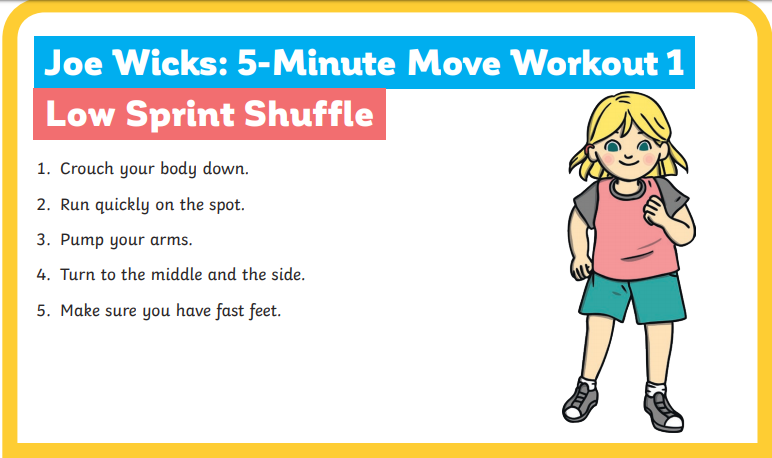 Joe Wicks: 5-Minute Move Workout 1
Low Sprint Shuffle
1. Crouch your body down.
2. Run quickly on the spot.
3. Pump your arms.
4. Turn to the middle and the side.
5. Make sure you have fast feet.